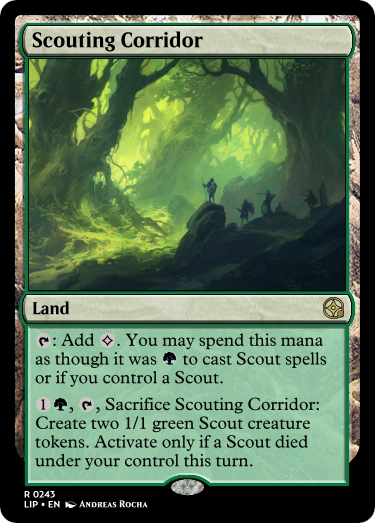 Scouting Corridor
Land
: Add . You may spend this mana
as though it was to cast Scout spells
or if you control a Scout.
1 , , Sacrifice Scouting Corridor:
Create two 1/1 green Scout creature
tokens. Activate only if a Scout died
under your control this turn.
R 0243
LIP • EN Andreas Rocha